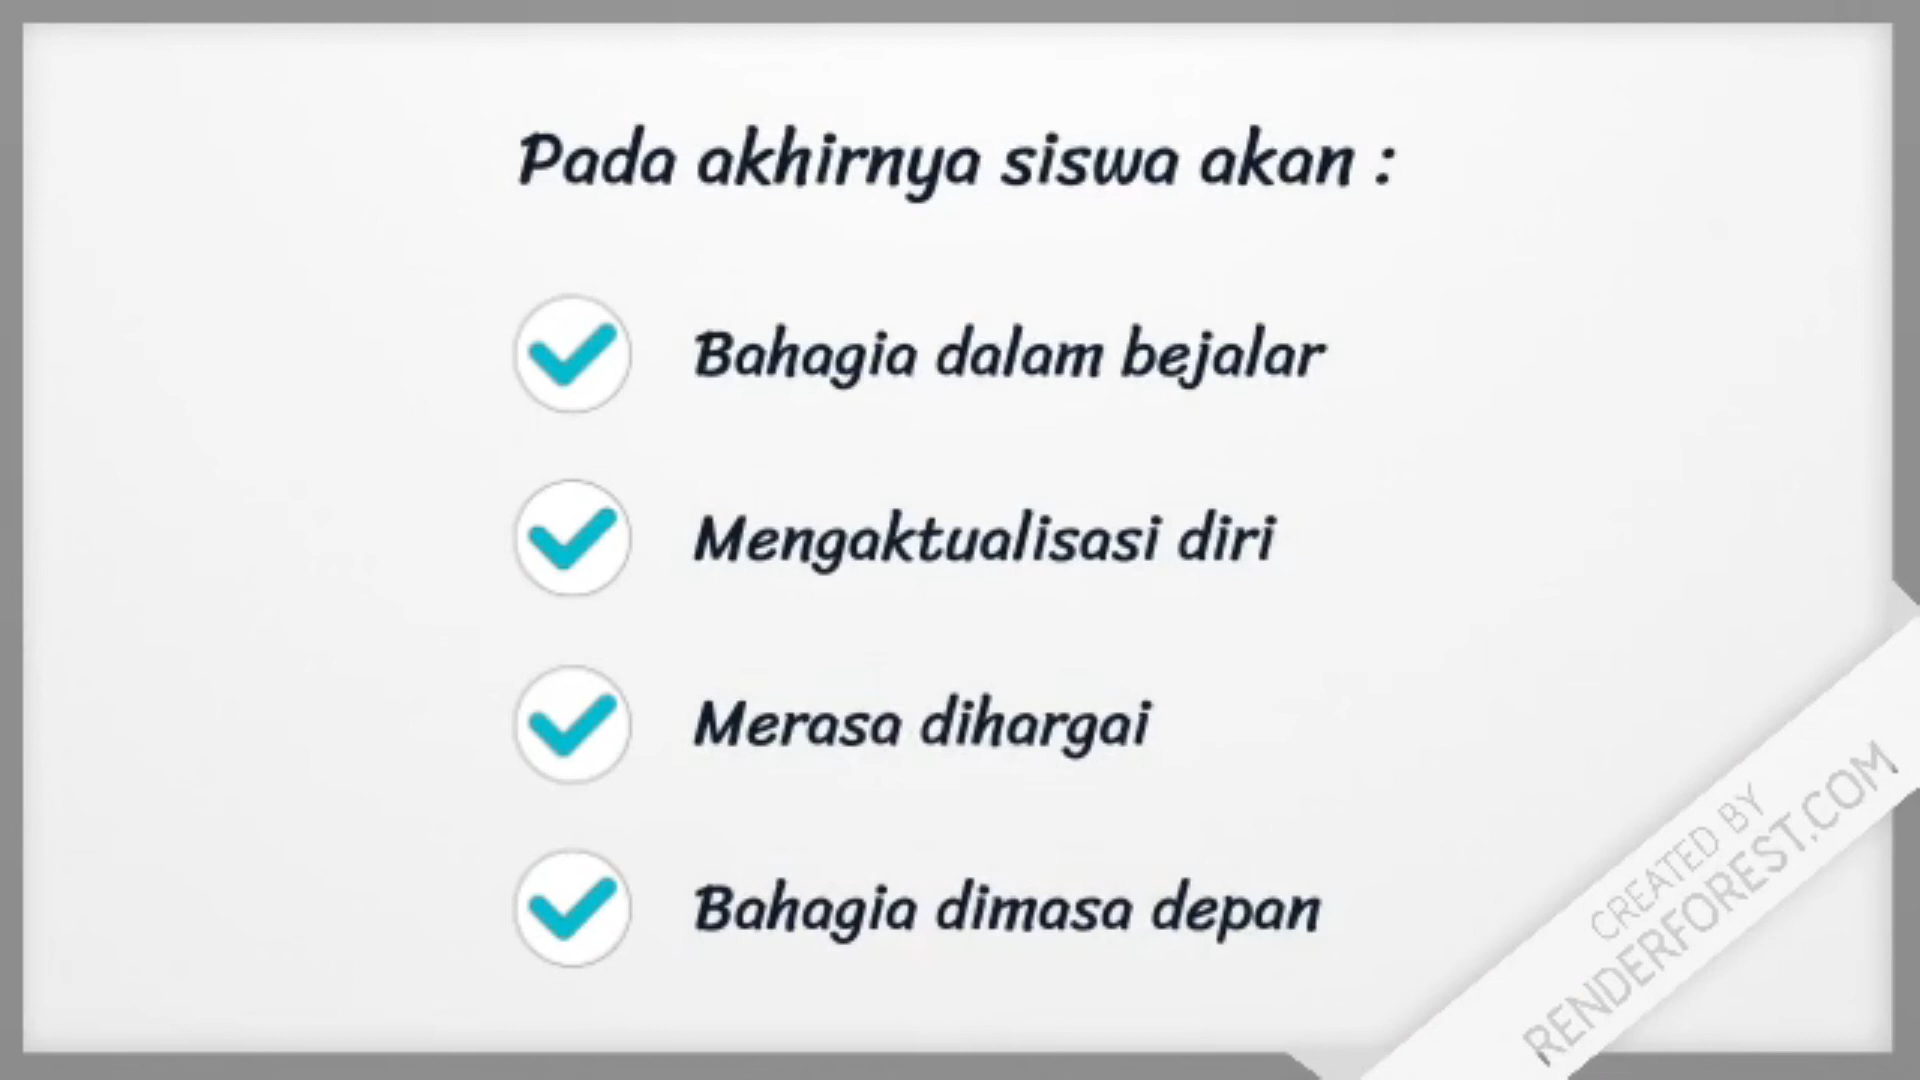 Pada akhirnya siswa akan :
Bahagia dalam bejalar
Mengaktualisasi diri
Merasa dihargai
Bahagia dimasa depan
CREATED BY
RENDERFOREST.COM